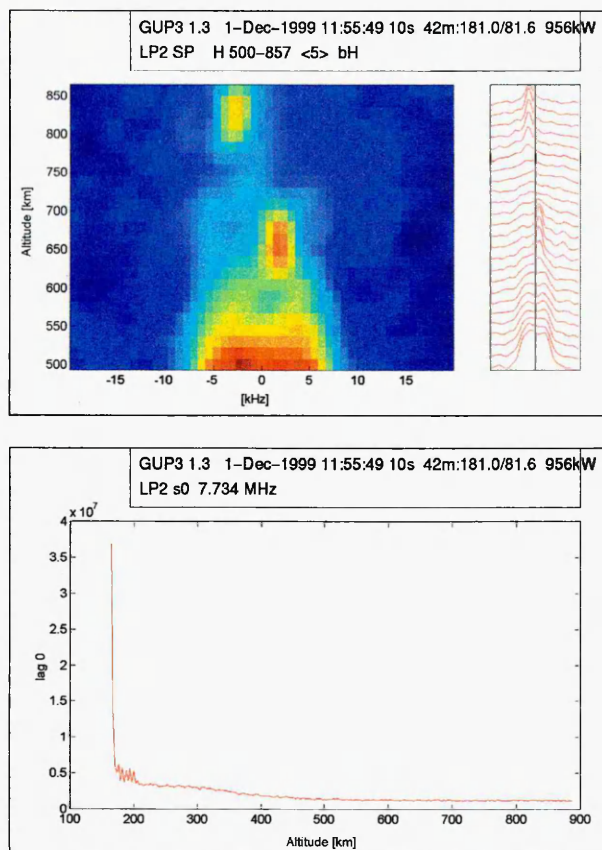 GUP3 1.3 1-Dec-1999 11:55:49 10s 42m:181.0/81.6 956kW
LP2 SP H 500-857 <5> bH
850
800
750
700
650
600
550
500
Altitude [km]
-15 -10 -5 0 5 10 15
[kHz]
GUP3 1.3 1-Dec-1999 11:55:49 10s 42m:181.0/81.6 956kW
LP2 s0 7.734 MHz
x 10^7
4
3.5
3
2.5
2
1.5
1
0.5
0
lag 0
100 200 300 400 500 600 700 800 900
Altitude [km]